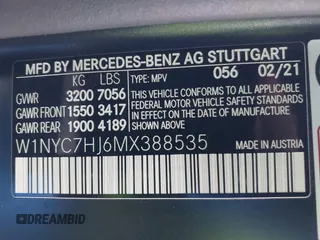 MFD BY MERCEDES-BENZ AG STUTTGART
KG LBS TYPE: MPV 056 02/21
GVWR 3200 7056
GAWR FRONT 1550 3417
GAWR REAR 1900 4189
THIS VEHICLE CONFORMS TO ALL APPLICABLE
FEDERAL MOTOR VEHICLE SAFETY
STANDARDS IN EFFECT ON THE DATE OF
MANUFACTURE SHOWN ABOVE.
W1NYC7HJ6MX388535
MADE IN AUSTRIA
DREAMBID